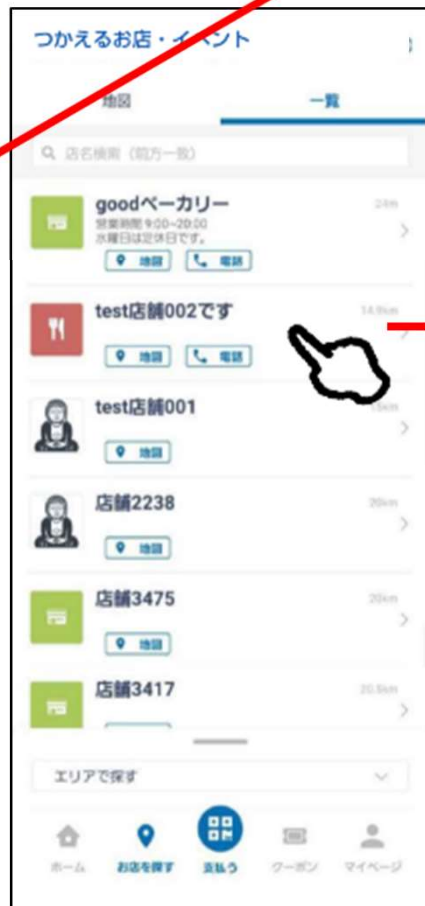 つかえるお店・イベント
地図
一覧
店名検索（前方一致）
goodベーカリー
24m
営業時間 9:00~20:00
水曜日は定休日です。
地図
電話
test店舗002です
14.9km
地図
電話
test店舗001
15km
地図
店舗2238
20km
地図
店舗3475
20km
地図
店舗3417
20.5km
エリアで探す
ホーム
お店を探す
支払う
クーポン
マイページ